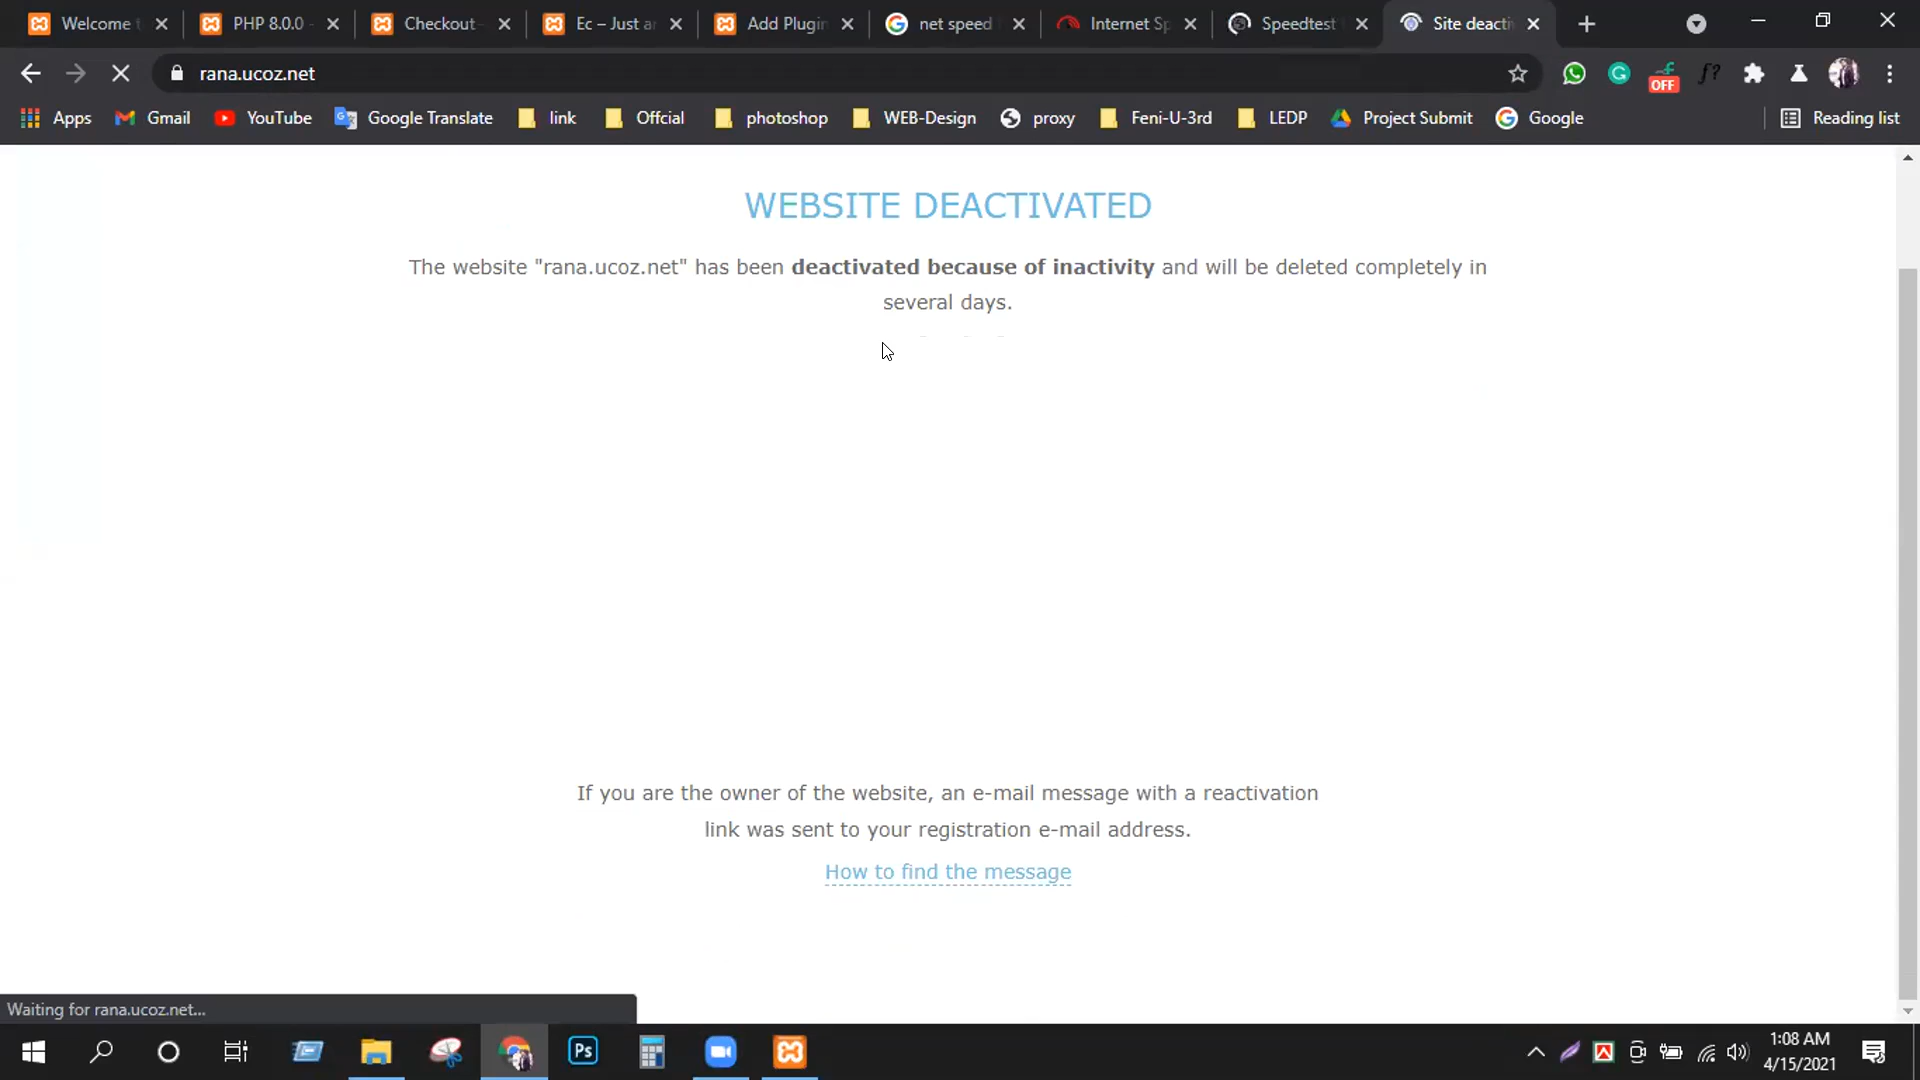 Welcome t
PHP 8.0.0 -
Checkout –
Ec – Just an
Add Plugin
net speed
Internet Sp
Speedtest
Site deacti
rana.ucoz.net
OFF
f?
Apps
Gmail
YouTube
Google Translate
link
Offcial
photoshop
WEB-Design
proxy
Feni-U-3rd
LEDP
Project Submit
Google
Reading list
WEBSITE DEACTIVATED
The website "rana.ucoz.net" has been deactivated because of inactivity and will be deleted completely in
several days.
If you are the owner of the website, an e-mail message with a reactivation
link was sent to your registration e-mail address.
How to find the message
Waiting for rana.ucoz.net...
Ps
1:08 AM
4/15/2021